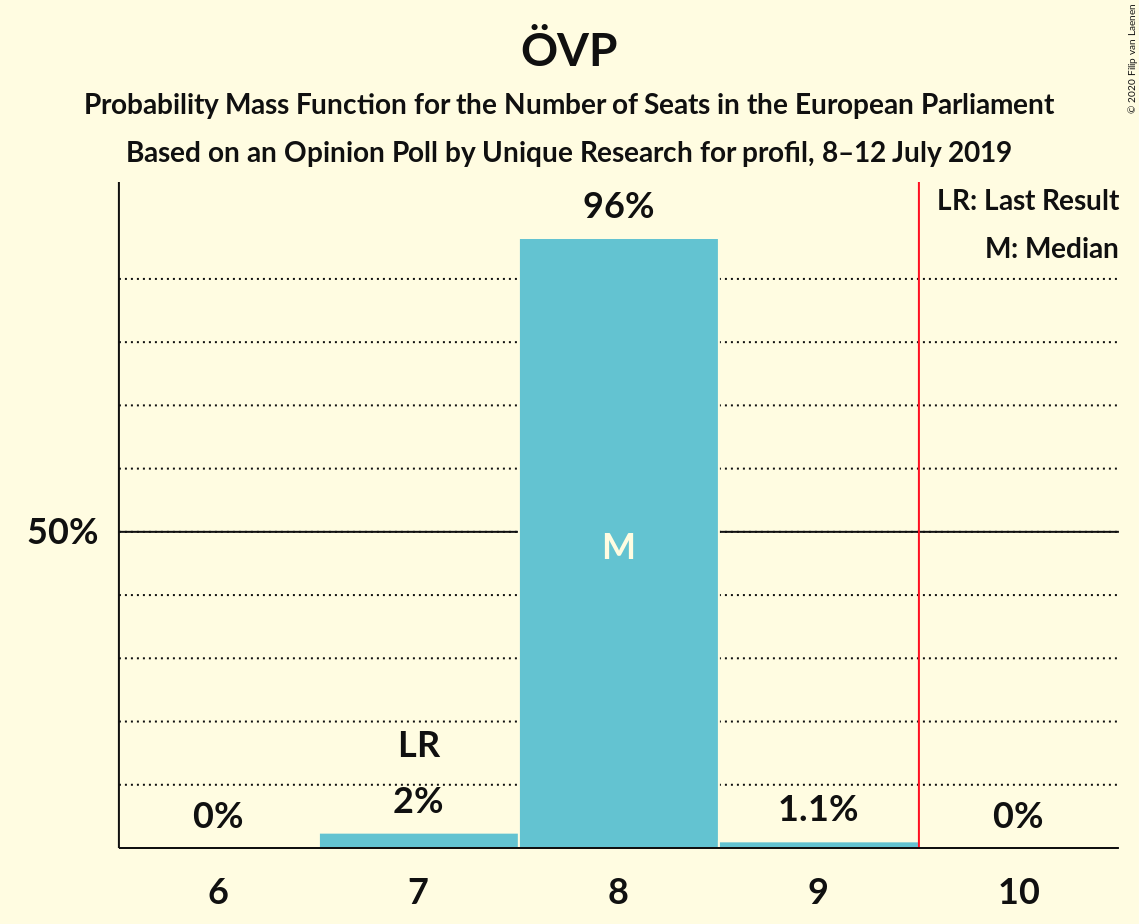 ÖVP
Probability Mass Function for the Number of Seats in the European Parliament
Based on an Opinion Poll by Unique Research for profil, 8–12 July 2019
© 2020 Filip van Laenen
LR: Last Result
M: Median
96%
50%
M
LR
0%
2%
1.1%
0%
6 7 8 9 10